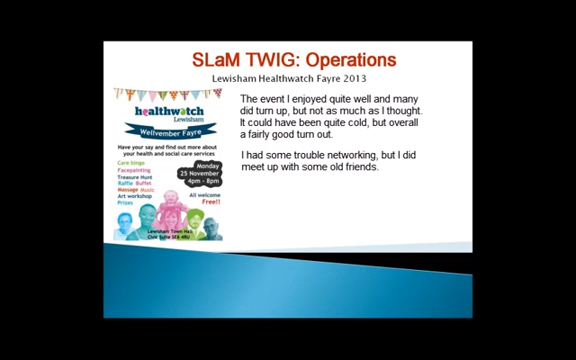 SLaM TWIG: Operations
Lewisham Healthwatch Fayre 2013
healthwatch
Lewisham
Wellvember Fayre
Have your say and find out more about
your health and social care services
Care bingo
Facepainting
Treasure Hunt
Raffle Buffet
Massage Music
Art workshop
Prizes
Monday
25 November
4pm - 8pm
All welcome
Free!!
Lewisham Town Hall
Civic Suite SE6 4RU
The event I enjoyed quite well and many
did turn up, but not as much as I thought.
It could have been quite cold, but overall
a fairly good turn out.
I had some trouble networking, but I did
meet up with some old friends.